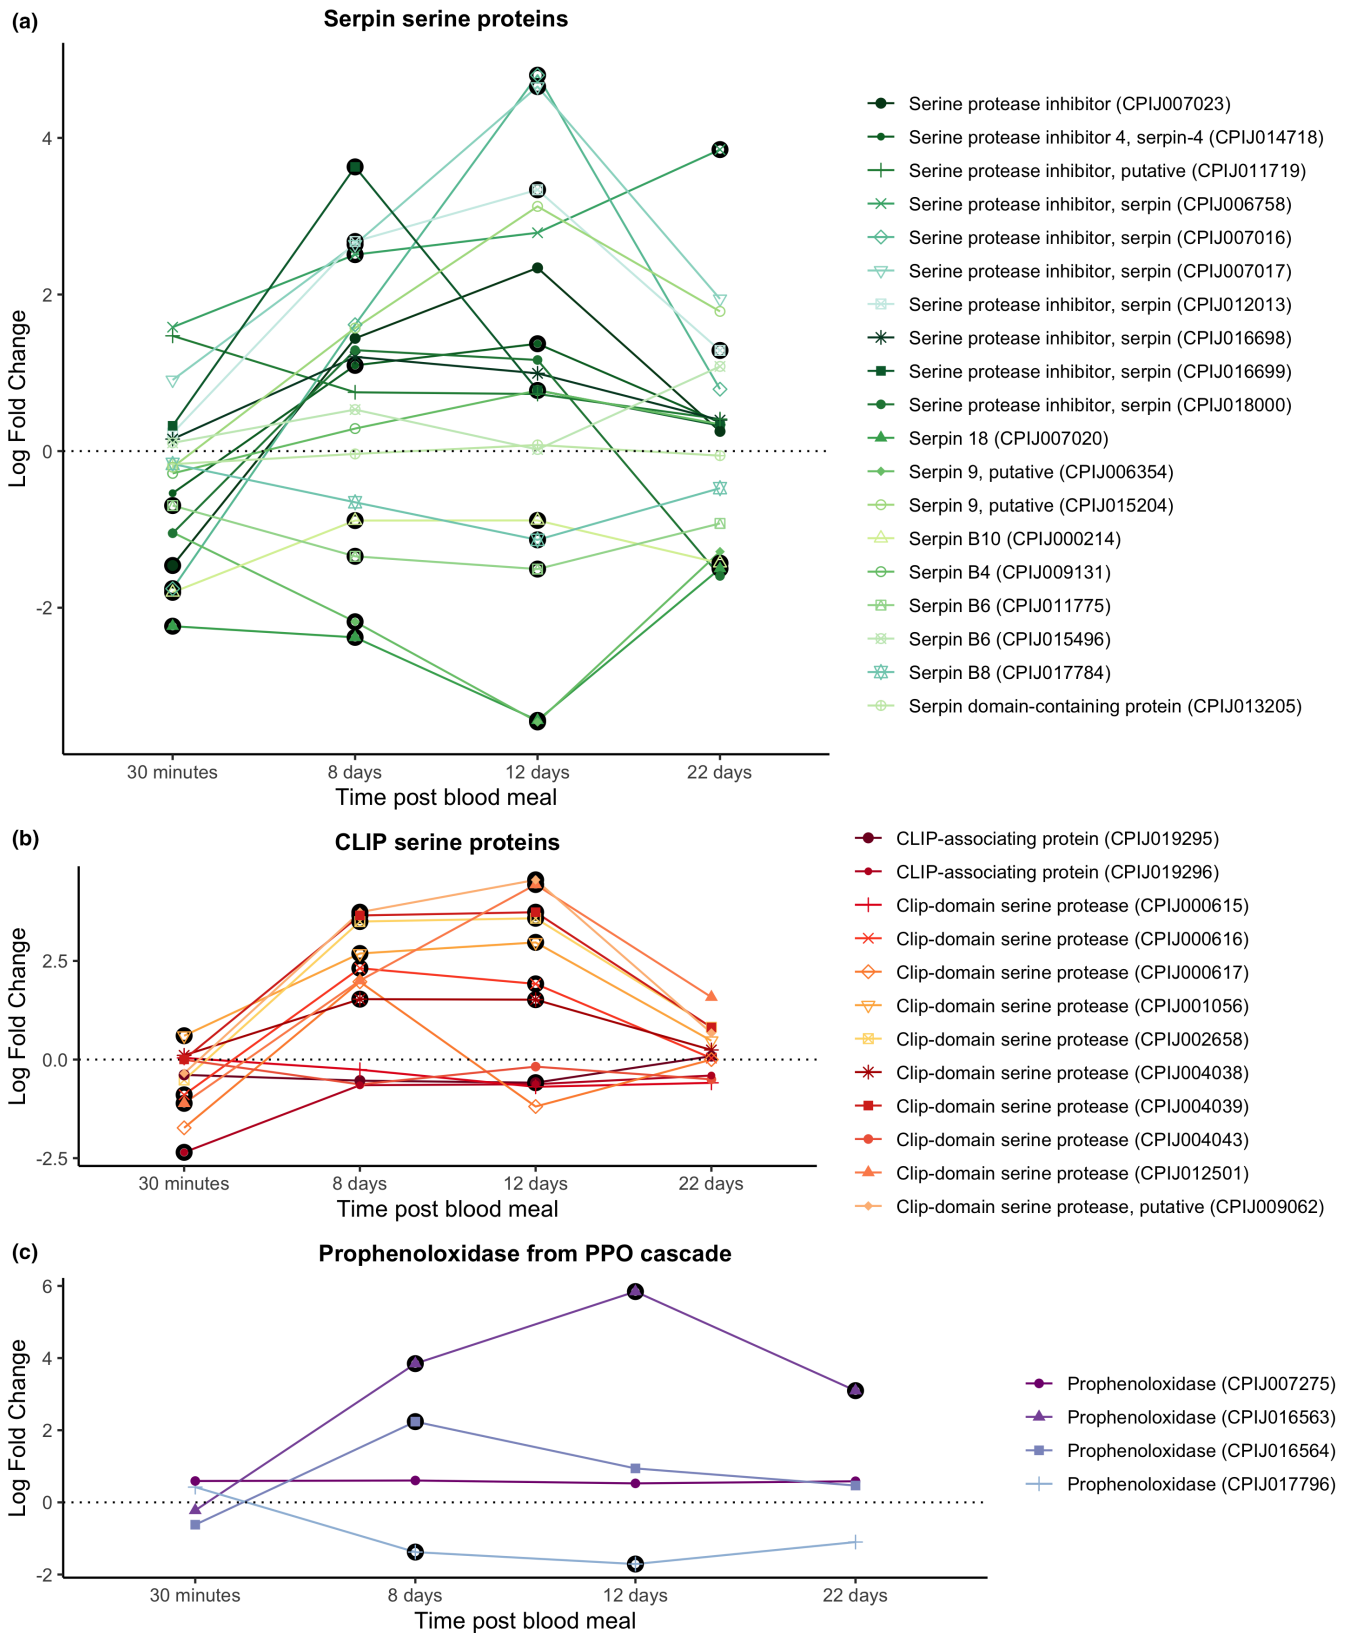 (a)
Serpin serine proteins
Log Fold Change
4
2
0
-2
30 minutes
8 days
12 days
22 days
Time post blood meal
Serine protease inhibitor (CPIJ007023)
Serine protease inhibitor 4, serpin-4 (CPIJ014718)
Serine protease inhibitor, putative (CPIJ011719)
Serine protease inhibitor, serpin (CPIJ006758)
Serine protease inhibitor, serpin (CPIJ007016)
Serine protease inhibitor, serpin (CPIJ007017)
Serine protease inhibitor, serpin (CPIJ012013)
Serine protease inhibitor, serpin (CPIJ016698)
Serine protease inhibitor, serpin (CPIJ016699)
Serine protease inhibitor, serpin (CPIJ018000)
Serpin 18 (CPIJ007020)
Serpin 9, putative (CPIJ006354)
Serpin 9, putative (CPIJ015204)
Serpin B10 (CPIJ000214)
Serpin B4 (CPIJ009131)
Serpin B6 (CPIJ011775)
Serpin B6 (CPIJ015496)
Serpin B8 (CPIJ017784)
Serpin domain-containing protein (CPIJ013205)
(b)
CLIP serine proteins
Log Fold Change
2.5
0.0
-2.5
30 minutes
8 days
12 days
22 days
Time post blood meal
CLIP-associating protein (CPIJ019295)
CLIP-associating protein (CPIJ019296)
Clip-domain serine protease (CPIJ000615)
Clip-domain serine protease (CPIJ000616)
Clip-domain serine protease (CPIJ000617)
Clip-domain serine protease (CPIJ001056)
Clip-domain serine protease (CPIJ002658)
Clip-domain serine protease (CPIJ004038)
Clip-domain serine protease (CPIJ004039)
Clip-domain serine protease (CPIJ004043)
Clip-domain serine protease (CPIJ012501)
Clip-domain serine protease, putative (CPIJ009062)
(c)
Prophenoloxidase from PPO cascade
Log Fold Change
6
4
2
0
-2
30 minutes
8 days
12 days
22 days
Time post blood meal
Prophenoloxidase (CPIJ007275)
Prophenoloxidase (CPIJ016563)
Prophenoloxidase (CPIJ016564)
Prophenoloxidase (CPIJ017796)